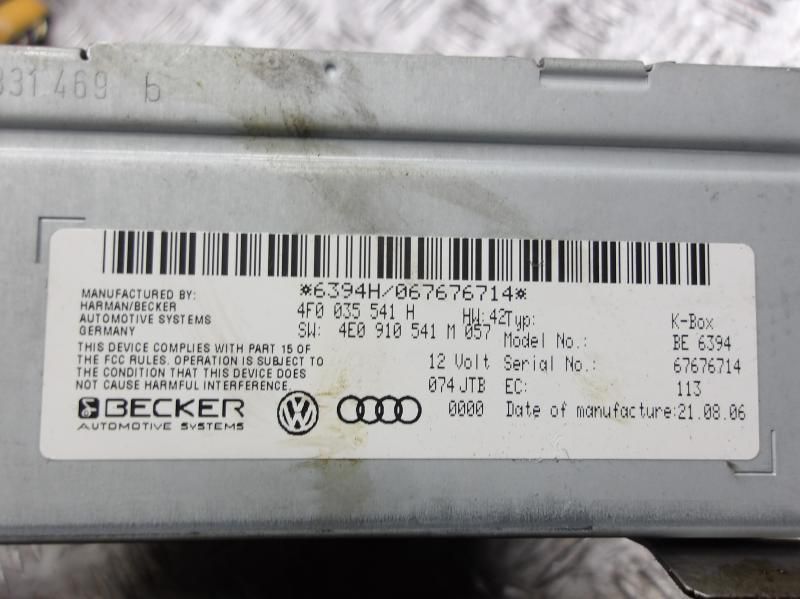 831 469 b
*6394H/067676714*
MANUFACTURED BY:
HARMAN/BECKER
AUTOMOTIVE SYSTEMS
GERMANY
4F0 035 541 H HW:42
SW: 4E0 910 541 M 057
THIS DEVICE COMPLIES WITH PART 15 OF
THE FCC RULES. OPERATION IS SUBJECT TO
THE CONDITION THAT THIS DEVICE DOES
NOT CAUSE HARMFUL INTERFERENCE.
12 Volt
074 JTB
0000
Typ: K-Box
Model No.: BE 6394
Serial No.: 67676714
EC: 113
Date of manufacture:21.08.06
BECKER
AUTOMOTIVE SYSTEMS